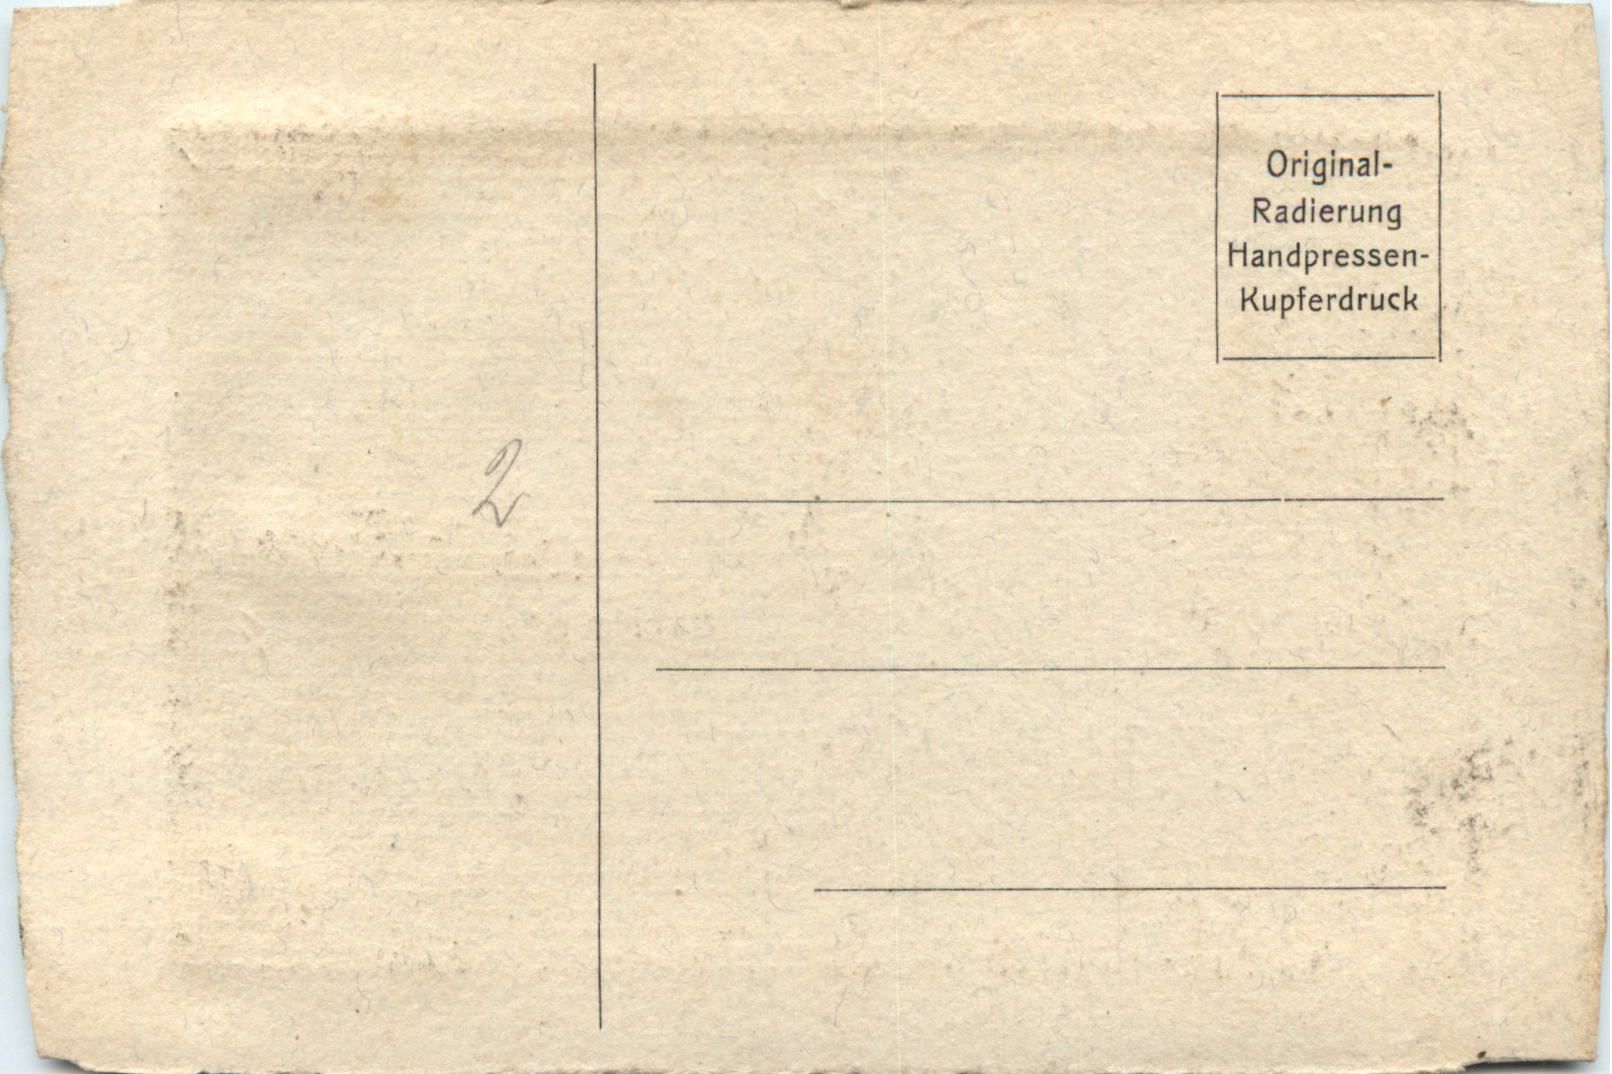 Original-
Radierung
Handpressen-
Kupferdruck
2